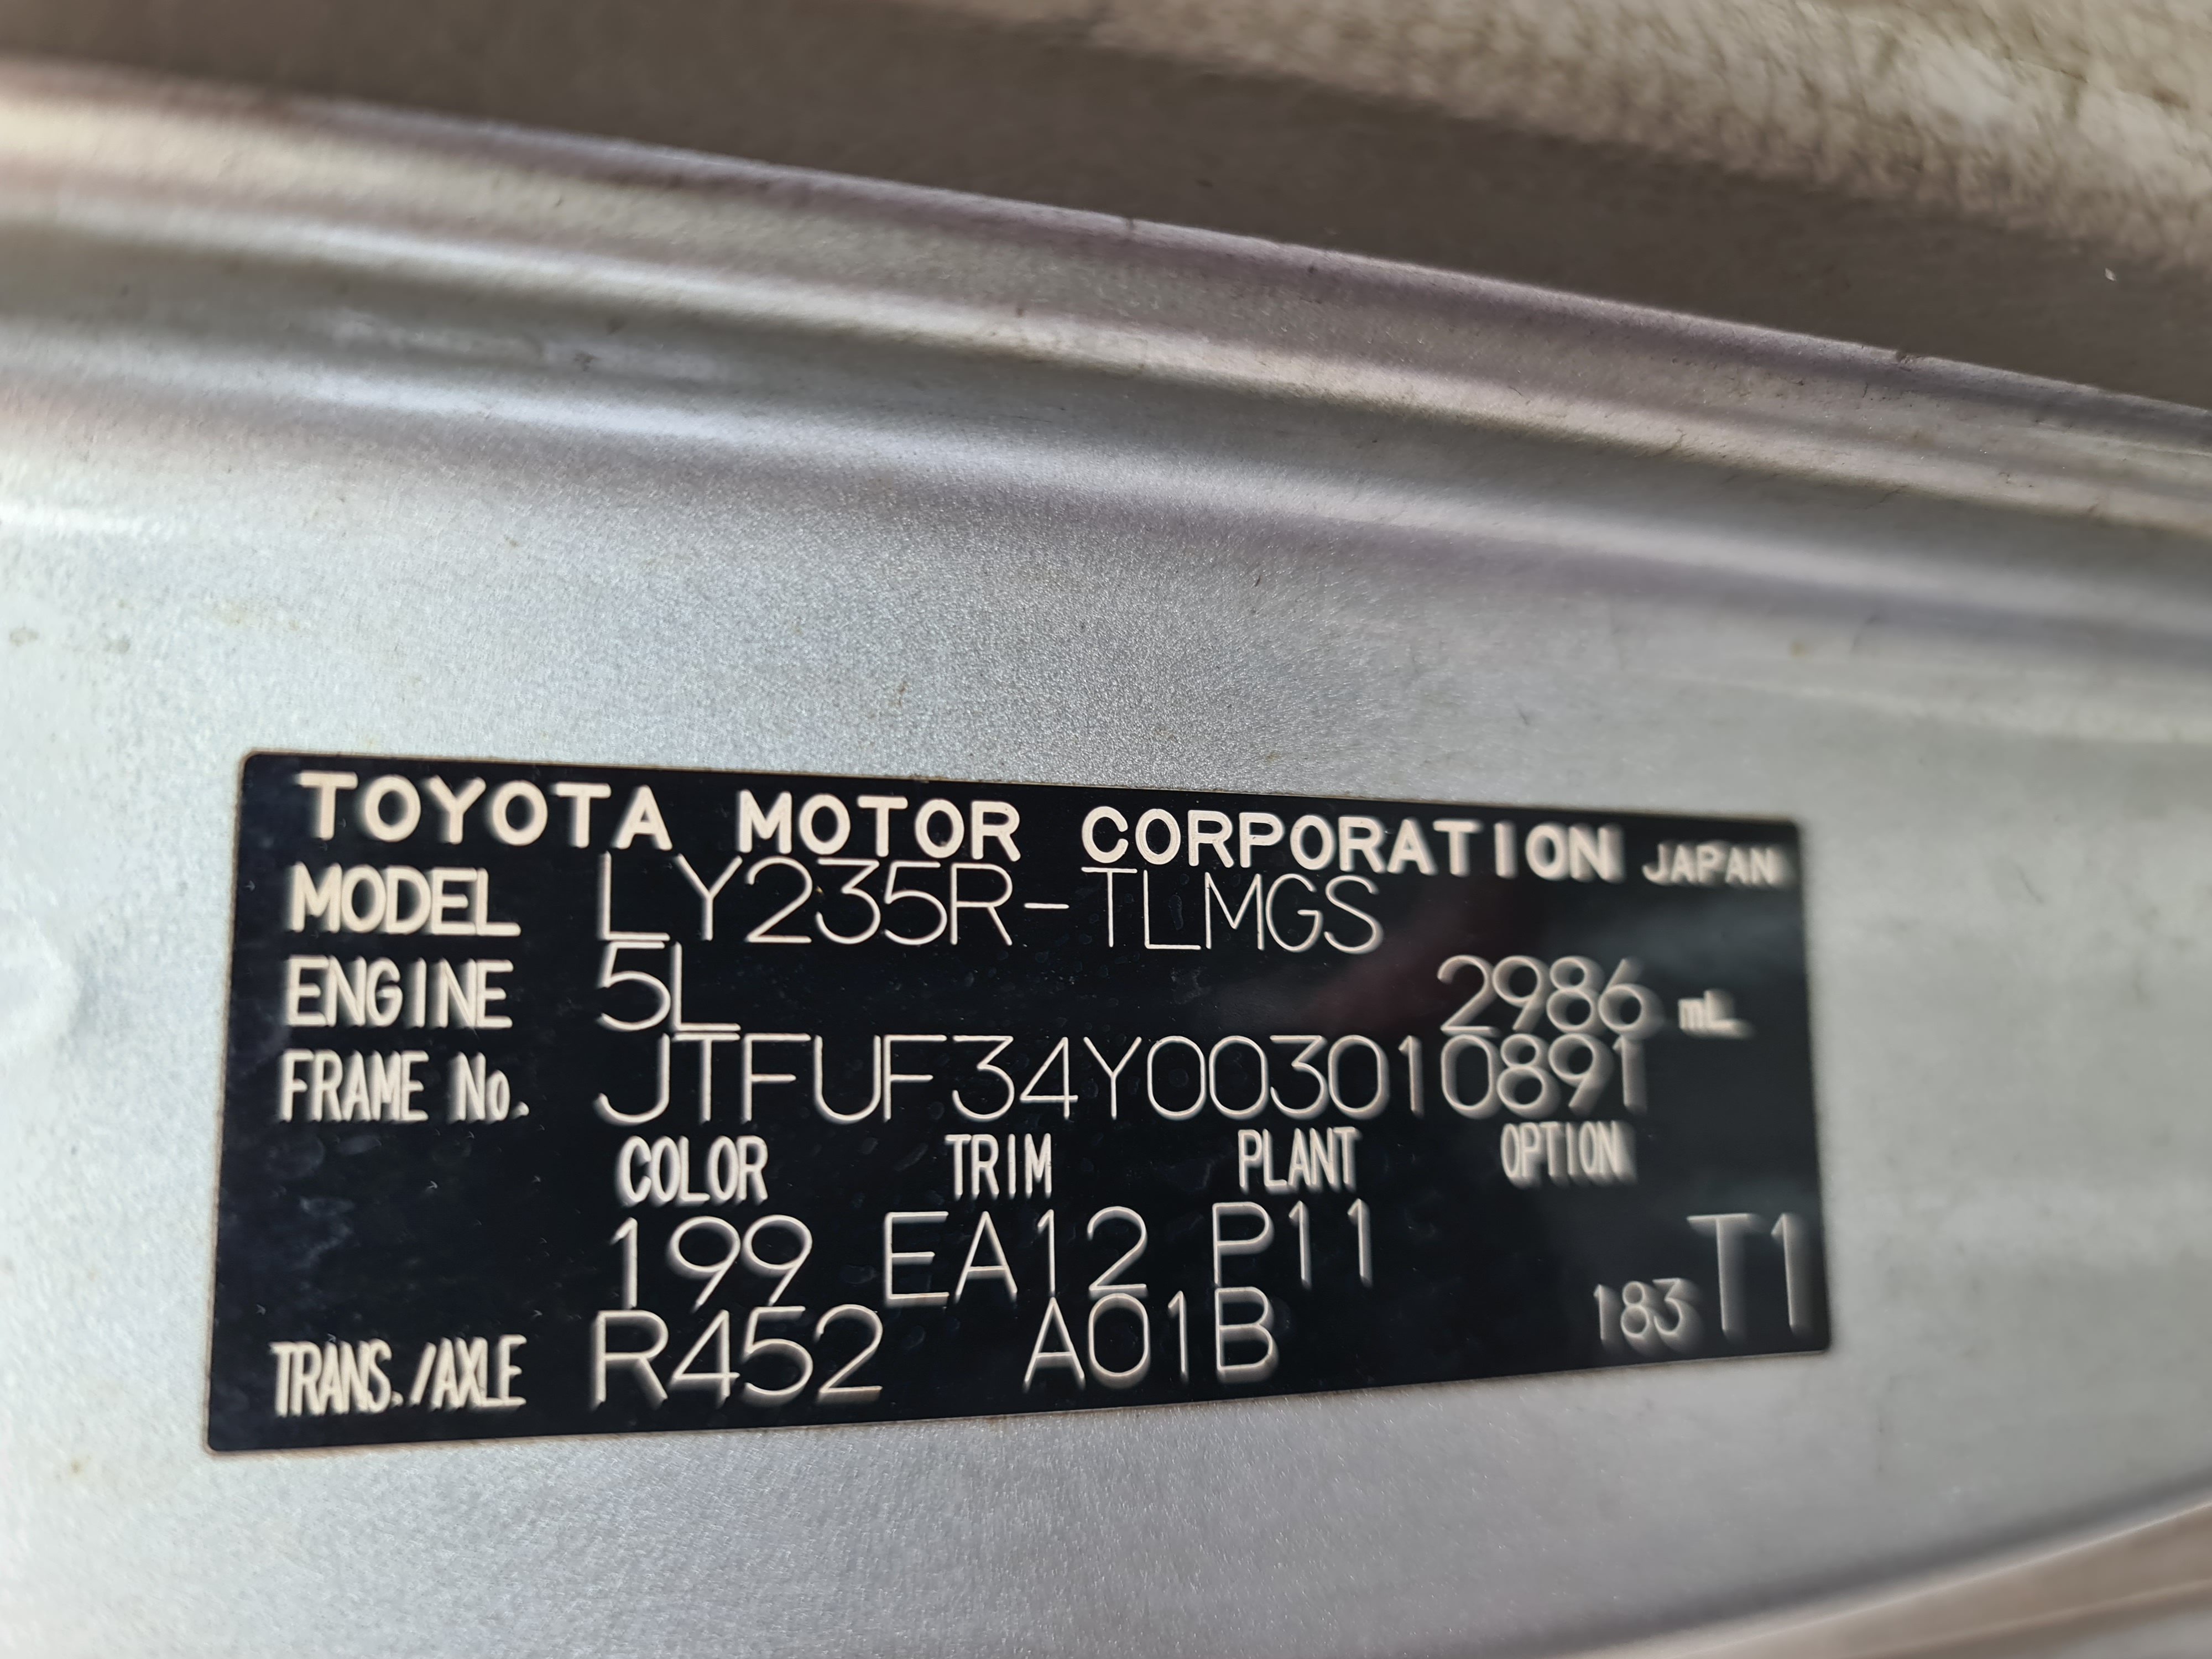 TOYOTA MOTOR CORPORATION JAPAN
MODEL LY235R-TLMGS
ENGINE 5L 2986 mL
FRAME No. JTFUF34Y003010891
COLOR TRIM PLANT OPTION
199 EA12 P11
TRANS./AXLE R452 A01B 183 T1